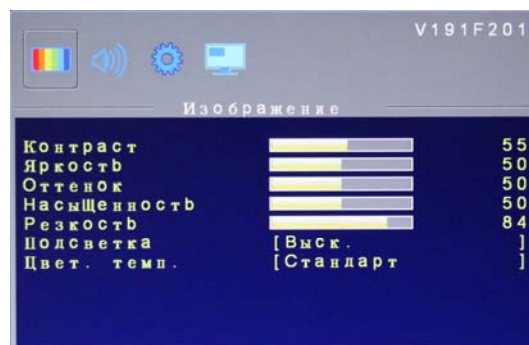 V191F201
Изображение
Контраст 55
Яркость 50
Оттенок 50
Насыщенность 50
Резкость 84
Подсветка [Выск. ]
Цвет. темп. [Стандарт ]